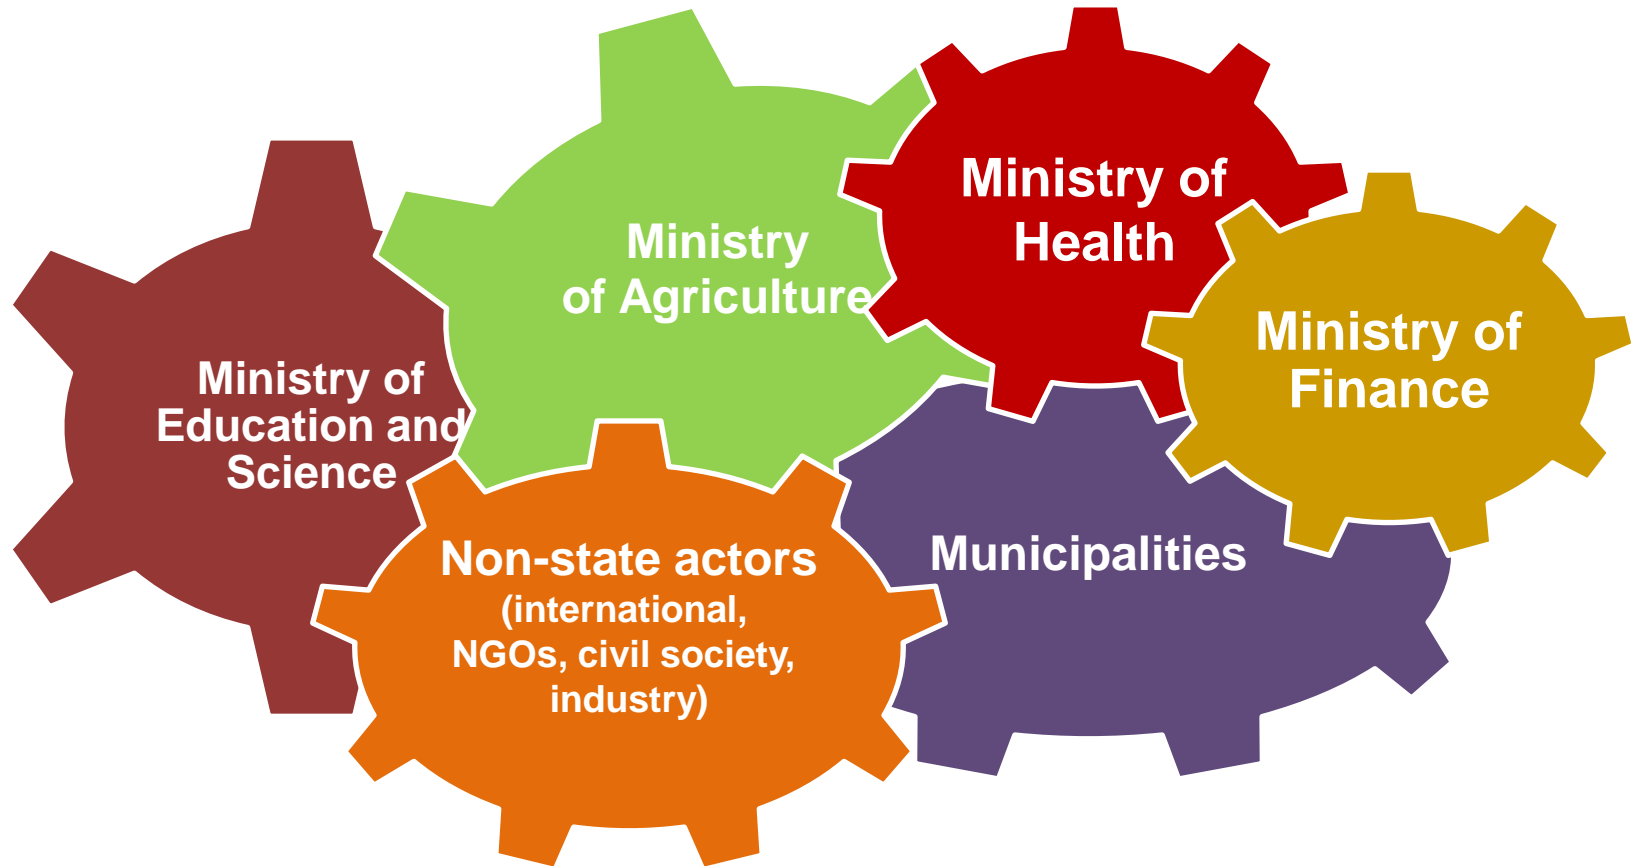 Ministry of
Health
Ministry
of Agriculture
Ministry of
Finance
Ministry of
Education and
Science
Non-state actors
(international,
NGOs, civil society,
industry)
Municipalities